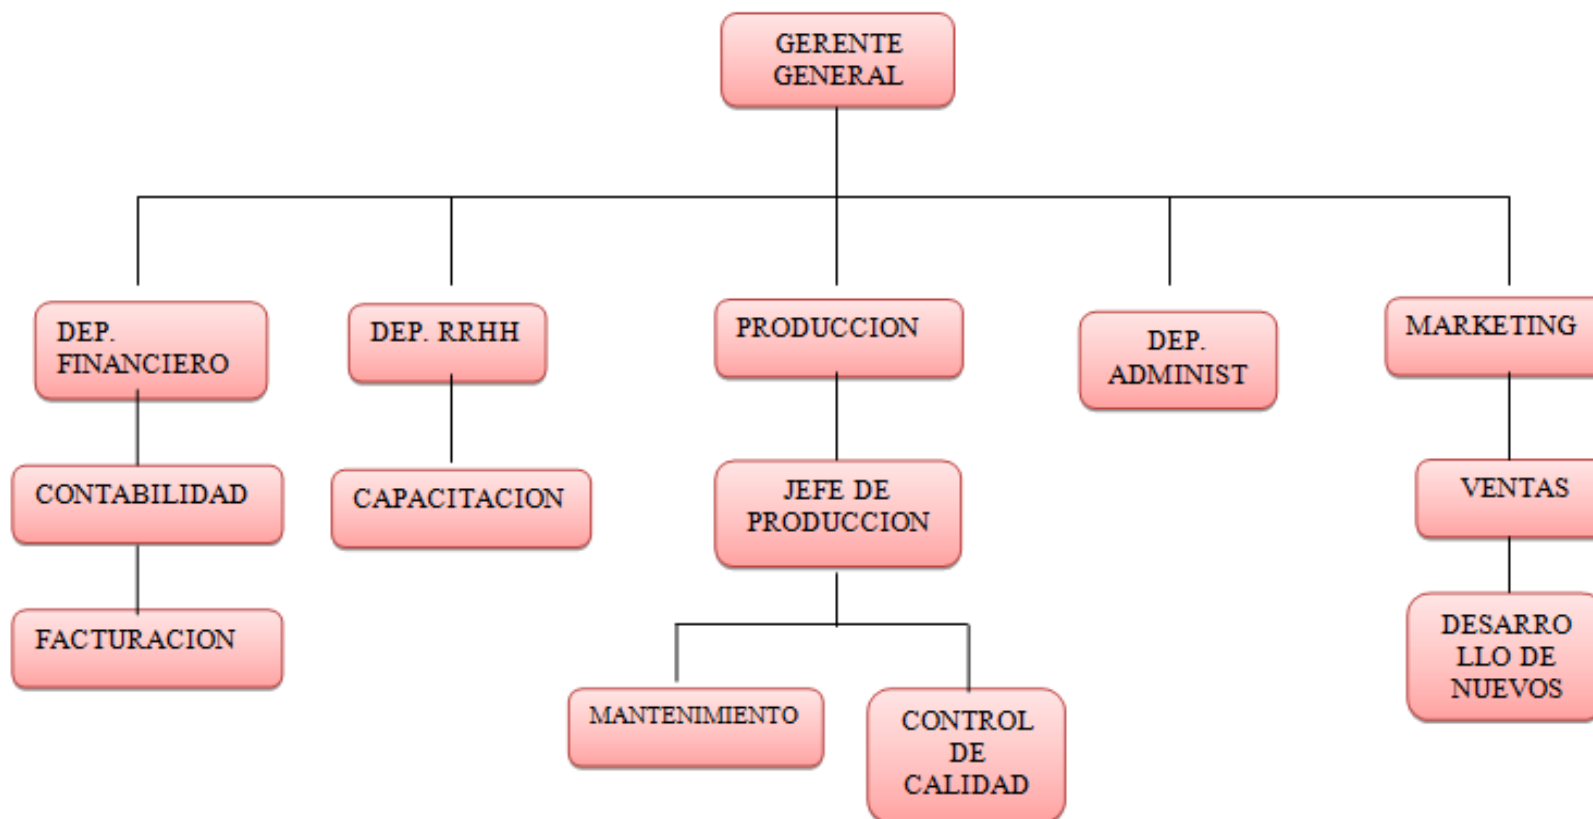 GERENTE
GENERAL
DEP.
FINANCIERO
DEP. RRHH
PRODUCCION
DEP.
ADMINIST
MARKETING
CONTABILIDAD
CAPACITACION
JEFE DE
PRODUCCION
VENTAS
FACTURACION
MANTENIMIENTO
CONTROL
DE
CALIDAD
DESARRO
LLO DE
NUEVOS